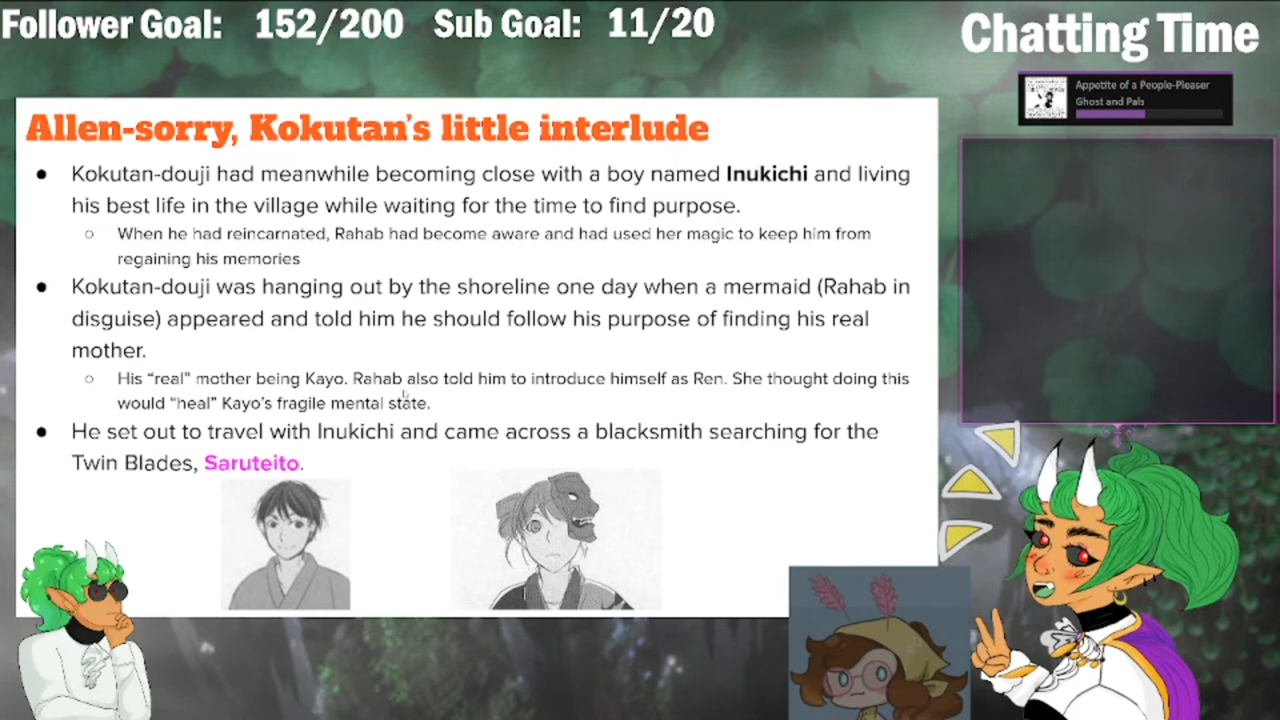 Follower Goal: 152/200 Sub Goal: 11/20
Chatting Time
Appetite of a People-Pleaser
Ghost and Pals
Allen-sorry, Kokutan's little interlude
● Kokutan-douji had meanwhile becoming close with a boy named Inukichi and living
his best life in the village while waiting for the time to find purpose.
○ When he had reincarnated, Rahab had become aware and had used her magic to keep him from
regaining his memories
● Kokutan-douji was hanging out by the shoreline one day when a mermaid (Rahab in
disguise) appeared and told him he should follow his purpose of finding his real
mother.
○ His “real” mother being Kayo. Rahab also told him to introduce himself as Ren. She thought doing this
would “heal” Kayo’s fragile mental state.
● He set out to travel with Inukichi and came across a blacksmith searching for the
Twin Blades, Saruteito.